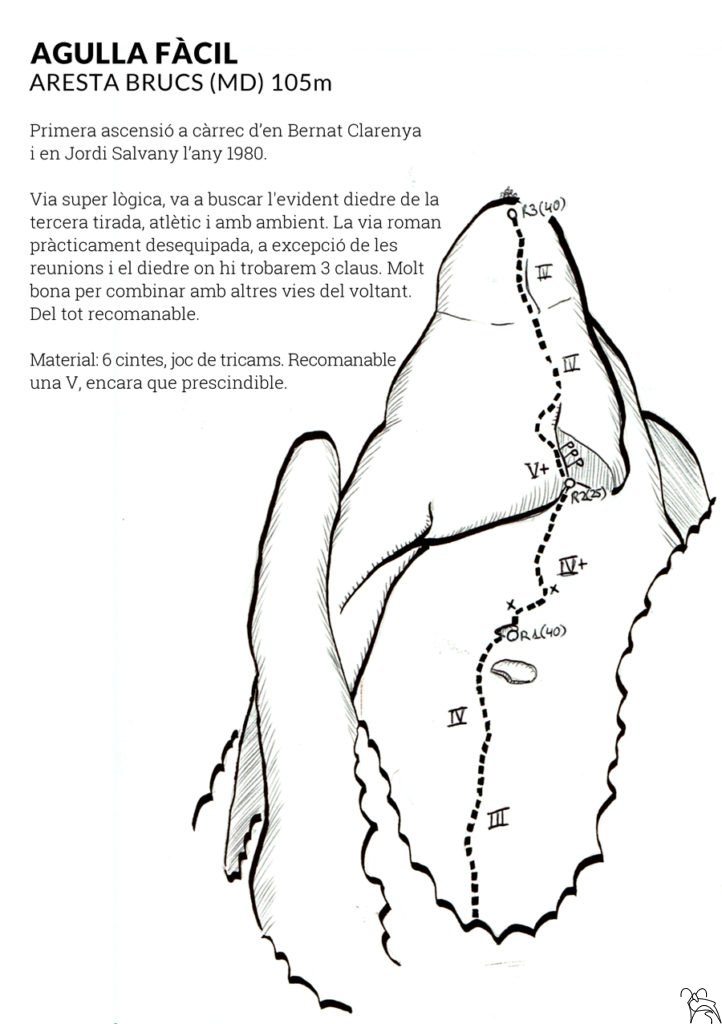 AGULLA FÀCIL
ARESTA BRUCS (MD) 105m
Primera ascensió a càrrec d'en Bernat Clarenya
i en Jordi Salvany l'any 1980.
Via super lògica, va a buscar l'evident diedre de la
tercera tirada, atlètic i amb ambient. La via roman
pràcticament desequipada, a excepció de les
reunions i el diedre on hi trobarem 3 claus. Molt
bona per combinar amb altres vies del voltant.
Del tot recomanable.
Material: 6 cintes, joc de tricams. Recomanable
una V, encara que prescindible.
R3(40)
IV
IV
PPP
V+
R2(25)
IV+
x
x
R1(40)
IV
III